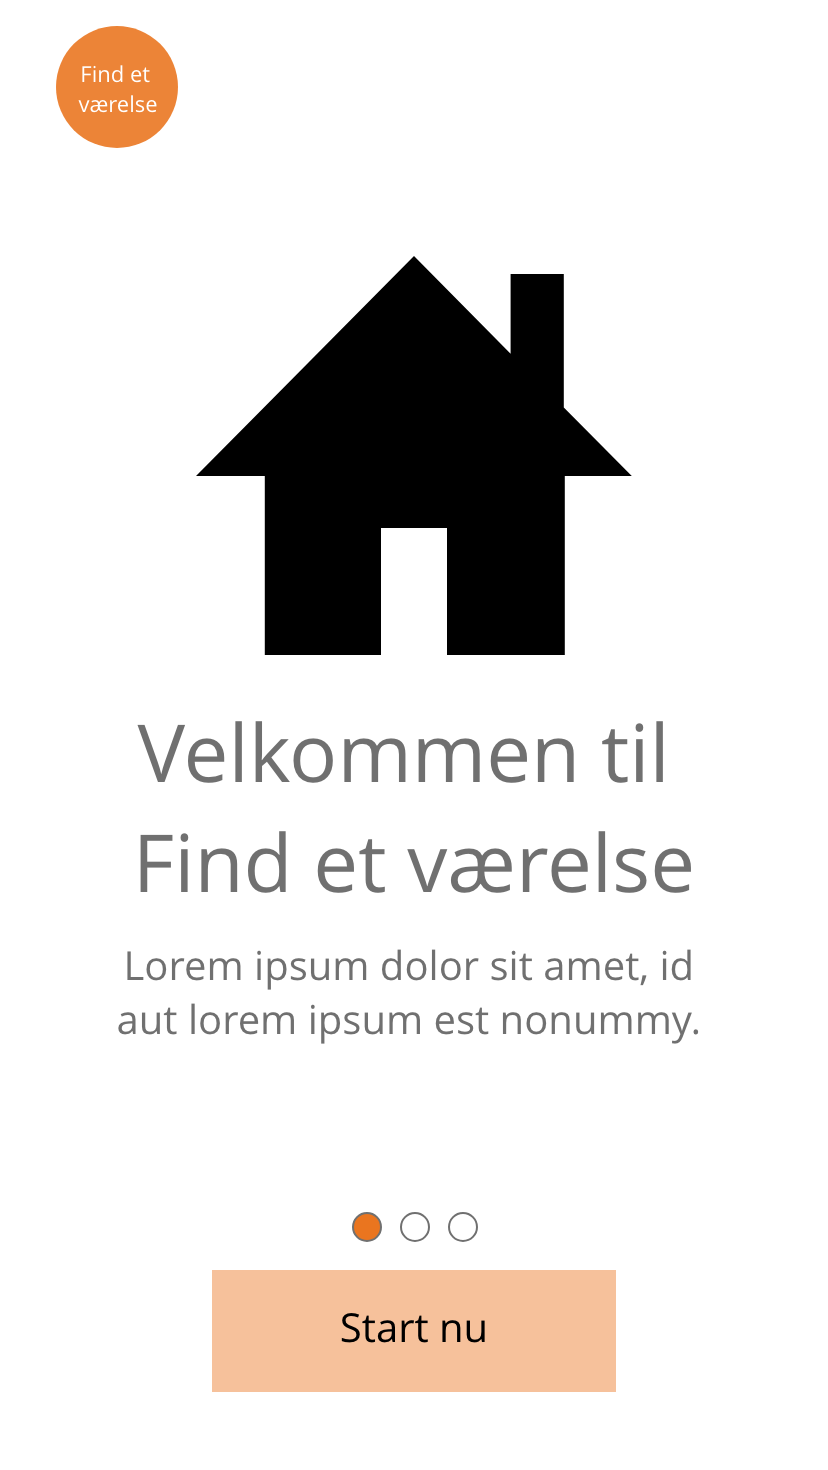 Find et
værelse
Velkommen til
Find et værelse
Lorem ipsum dolor sit amet, id
aut lorem ipsum est nonummy.
Start nu